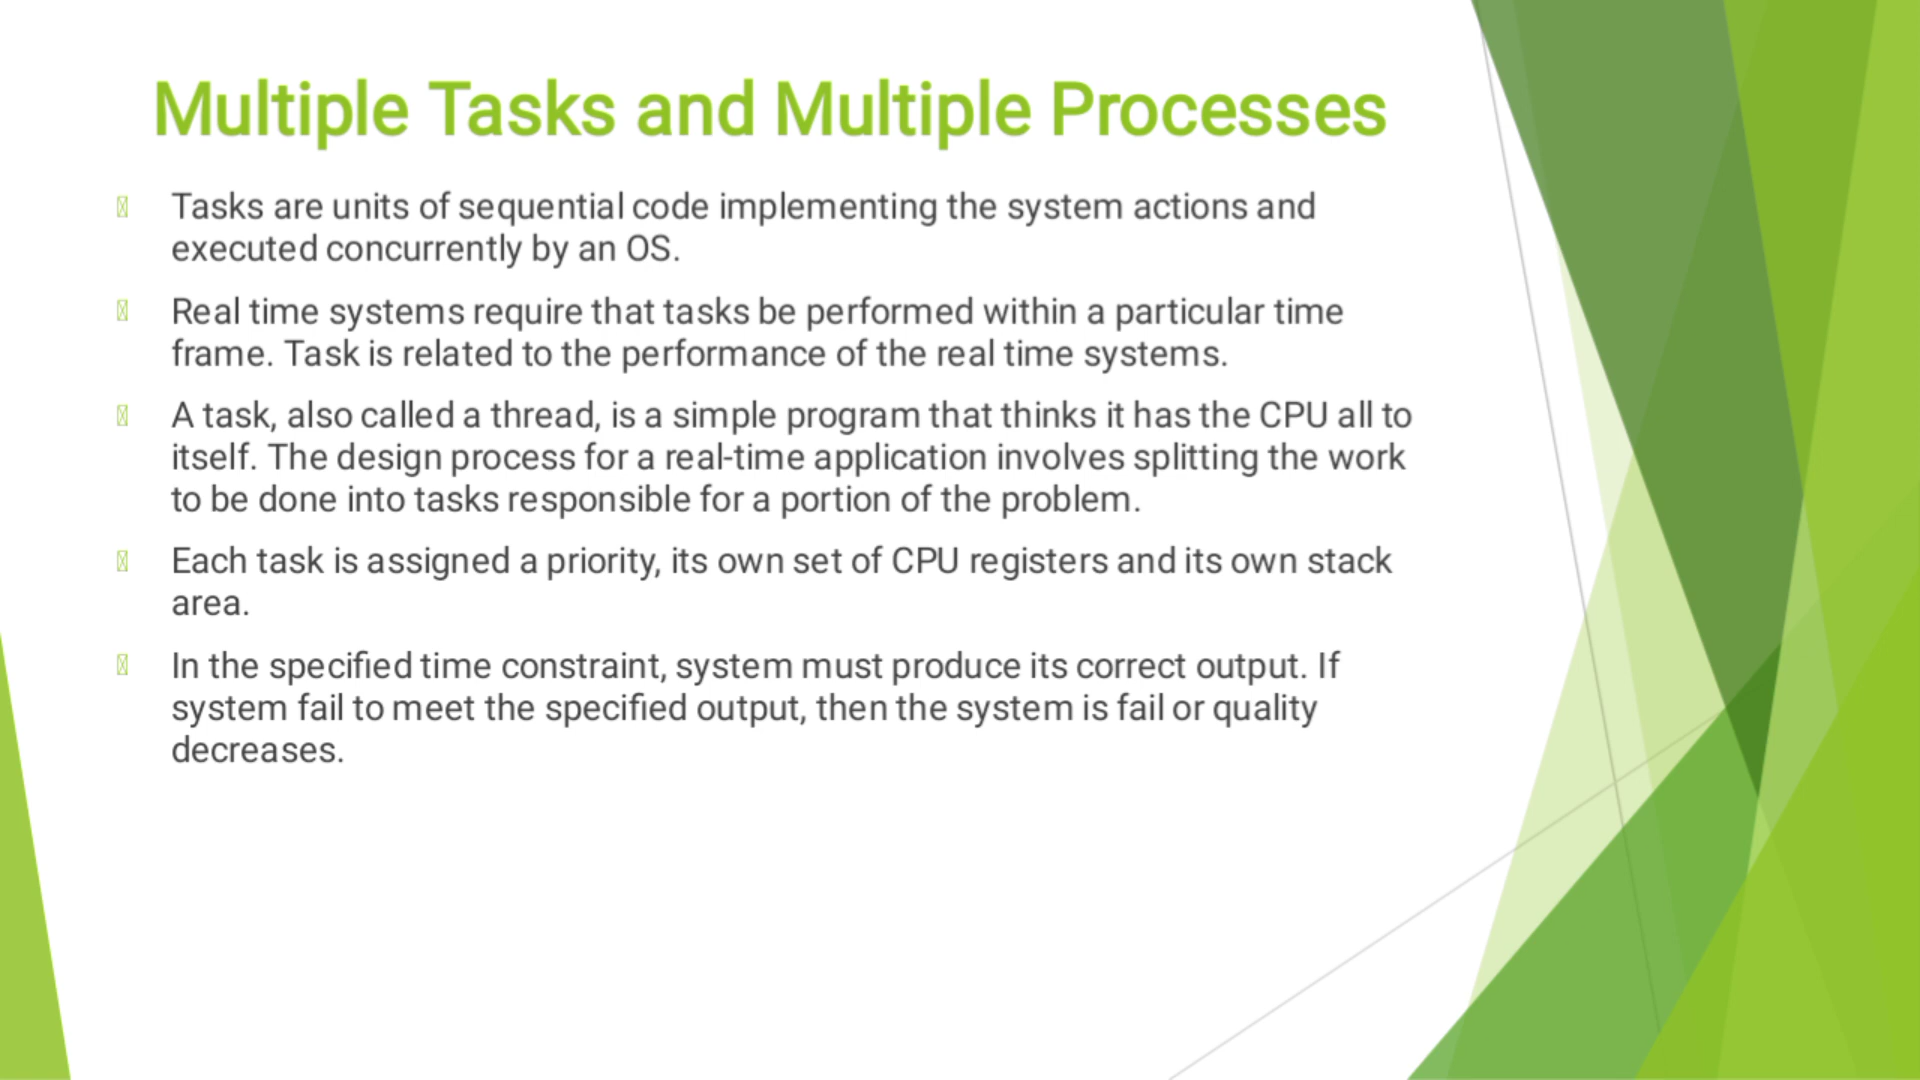 Multiple Tasks and Multiple Processes
Tasks are units of sequential code implementing the system actions and
executed concurrently by an OS.
Real time systems require that tasks be performed within a particular time
frame. Task is related to the performance of the real time systems.
A task, also called a thread, is a simple program that thinks it has the CPU all to
itself. The design process for a real-time application involves splitting the work
to be done into tasks responsible for a portion of the problem.
Each task is assigned a priority, its own set of CPU registers and its own stack
area.
In the specified time constraint, system must produce its correct output. If
system fail to meet the specified output, then the system is fail or quality
decreases.